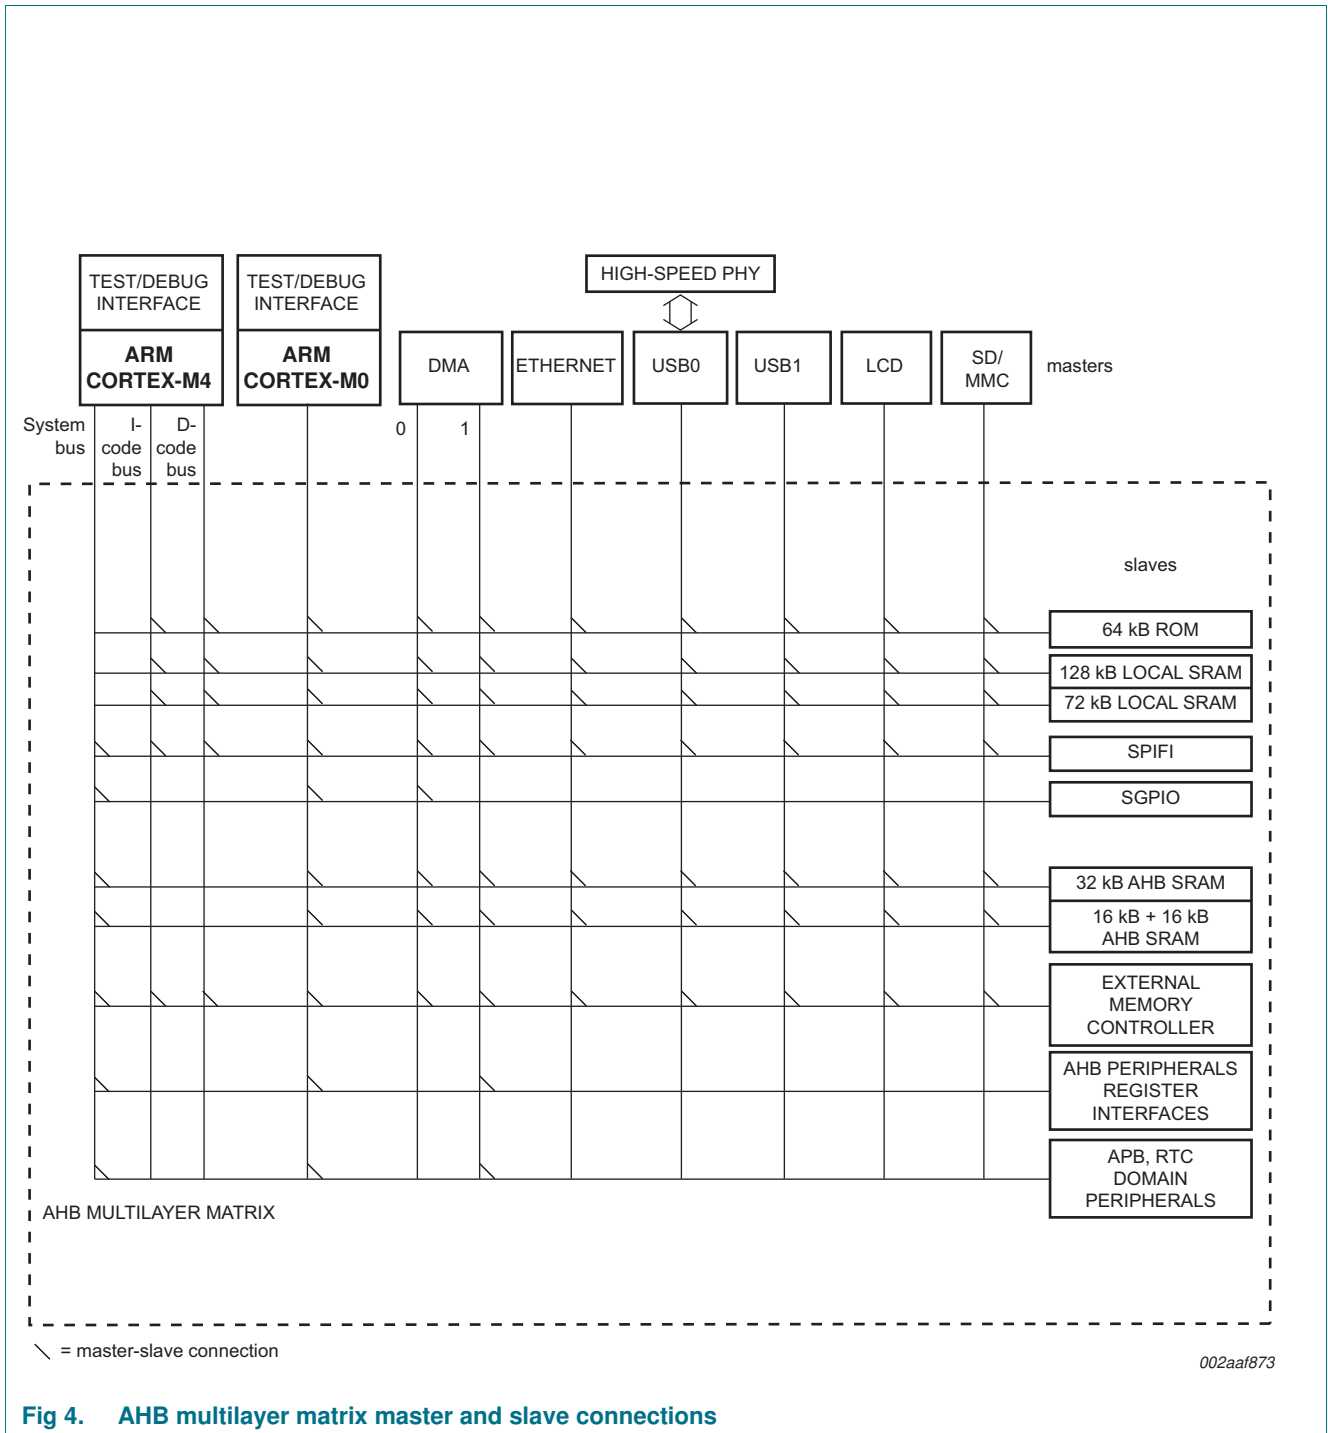 TEST/DEBUG
INTERFACE
TEST/DEBUG
INTERFACE
HIGH-SPEED PHY
ARM
CORTEX-M4
ARM
CORTEX-M0
DMA
ETHERNET
USB0
USB1
LCD
SD/
MMC
masters
System
bus
I-
code
bus
D-
code
bus
0
1
slaves
64 kB ROM
128 kB LOCAL SRAM
72 kB LOCAL SRAM
SPIFI
SGPIO
32 kB AHB SRAM
16 kB + 16 kB
AHB SRAM
EXTERNAL
MEMORY
CONTROLLER
AHB PERIPHERALS
REGISTER
INTERFACES
APB, RTC
DOMAIN
PERIPHERALS
AHB MULTILAYER MATRIX
= master-slave connection
002aaf873
Fig 4. AHB multilayer matrix master and slave connections